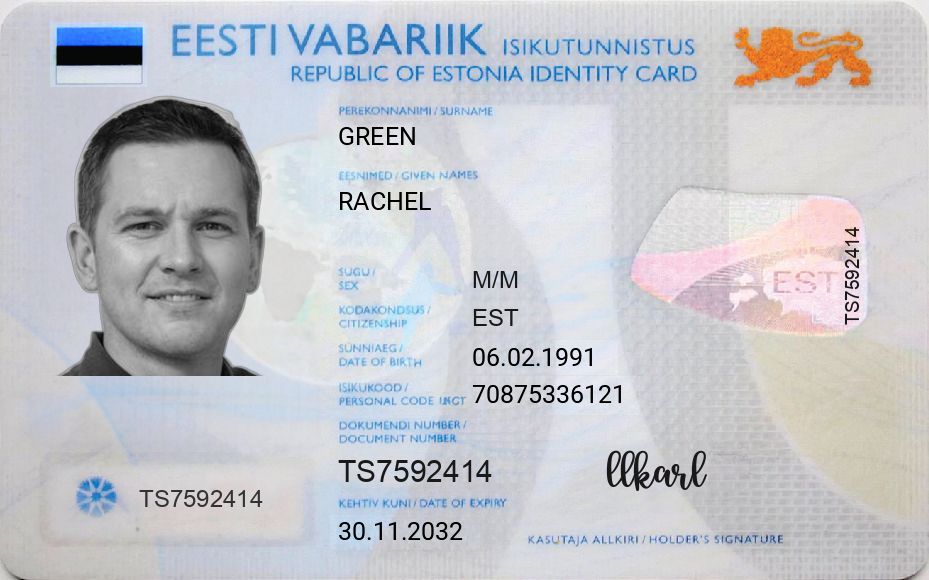 EESTI VABARIIK ISIKUTUNNISTUS
REPUBLIC OF ESTONIA IDENTITY CARD
PEREKONNANIMI / SURNAME
GREEN
EESNIMED / GIVEN NAMES
RACHEL
SUGU /
SEX
M/M
KODAKONDSUS /
CITIZENSHIP
EST
SÜNNIAEG /
DATE OF BIRTH
06.02.1991
ISIKUKOOD /
PERSONAL CODE
70875336121
DOKUMENDI NUMBER /
DOCUMENT NUMBER
TS7592414
KEHTIV KUNI / DATE OF EXPIRY
30.11.2032
TS7592414
EST
TS7592414
llkarl
KASUTAJA ALLKIRI / HOLDER'S SIGNATURE